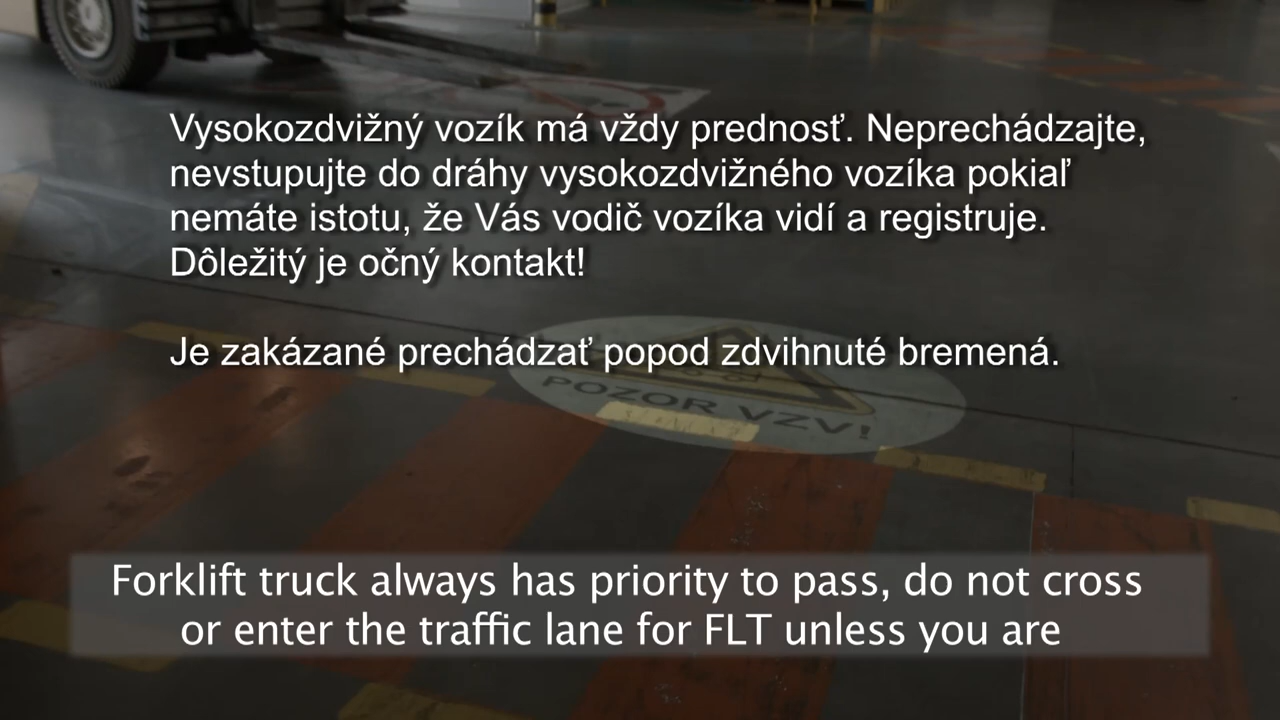 Vysokozdvižný vozík má vždy prednosť. Neprechádzajte,
nevstupujte do dráhy vysokozdvižného vozíka pokiaľ
nemáte istotu, že Vás vodič vozíka vidí a registruje.
Dôležitý je očný kontakt!
Je zakázané prechádzať popod zdvihnuté bremená.
POZOR VZV!
Forklift truck always has priority to pass, do not cross
or enter the traffic lane for FLT unless you are